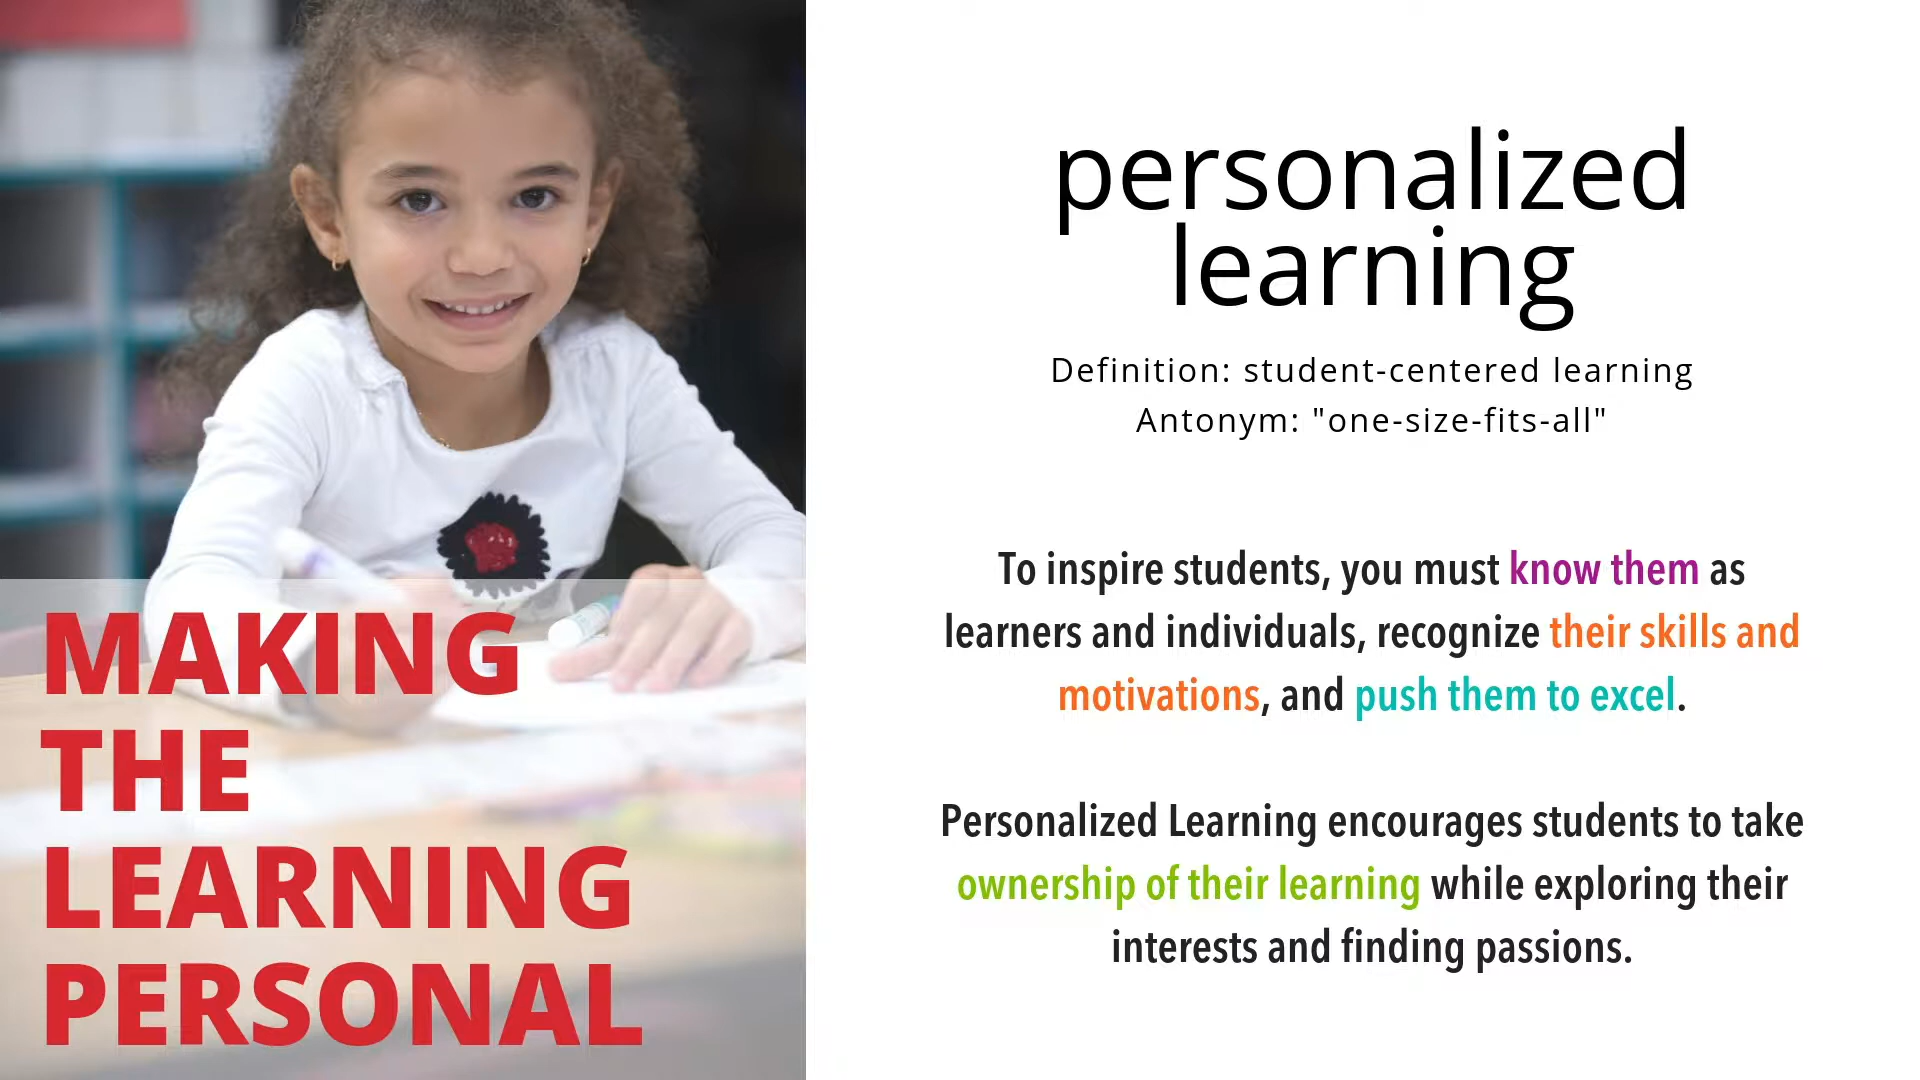 MAKING
THE
LEARNING
PERSONAL
personalized
learning
Definition: student-centered learning
Antonym: "one-size-fits-all"
To inspire students, you must know them as
learners and individuals, recognize their skills and
motivations, and push them to excel.
Personalized Learning encourages students to take
ownership of their learning while exploring their
interests and finding passions.